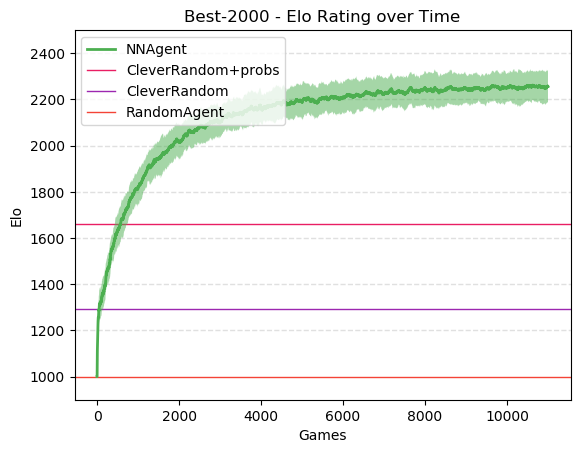 Best-2000 - Elo Rating over Time
NNAgent
CleverRandom+probs
CleverRandom
RandomAgent
2400
2200
2000
1800
1600
1400
1200
1000
Elo
0 2000 4000 6000 8000 10000
Games